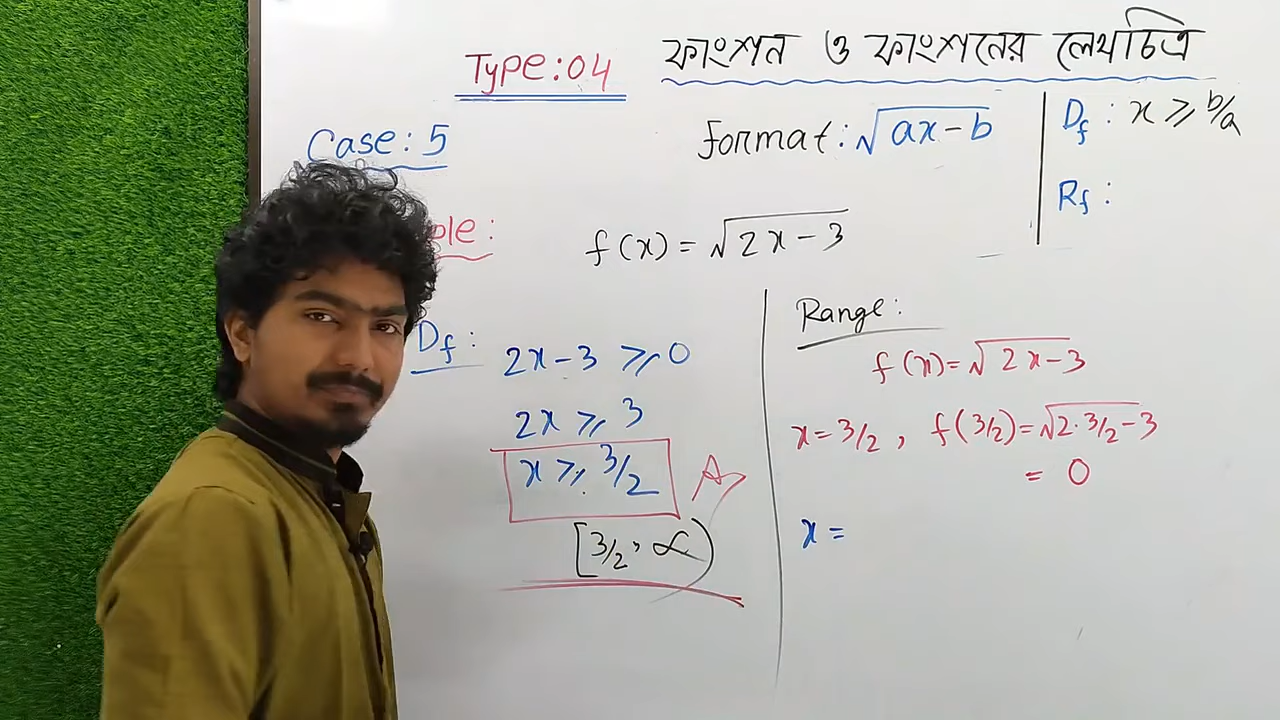 Type:04
ফাংশন ও ফাংশনের লেখচিত্র
Case:5
format: √(ax-b)
D_f : x ≥ b/a
R_f :
ple:
f(x) = √(2x-3)
D_f :
2x-3 ≥ 0
2x ≥ 3
x ≥ 3/2
[3/2, ∝)
Range:
f(x) = √(2x-3)
x = 3/2, f(3/2) = √(2·3/2-3)
= 0
x =